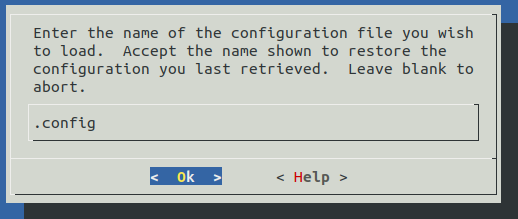 Enter the name of the configuration file you wish
to load.  Accept the name shown to restore the
configuration you last retrieved.  Leave blank to
abort.
.config
<  Ok  > < Help >